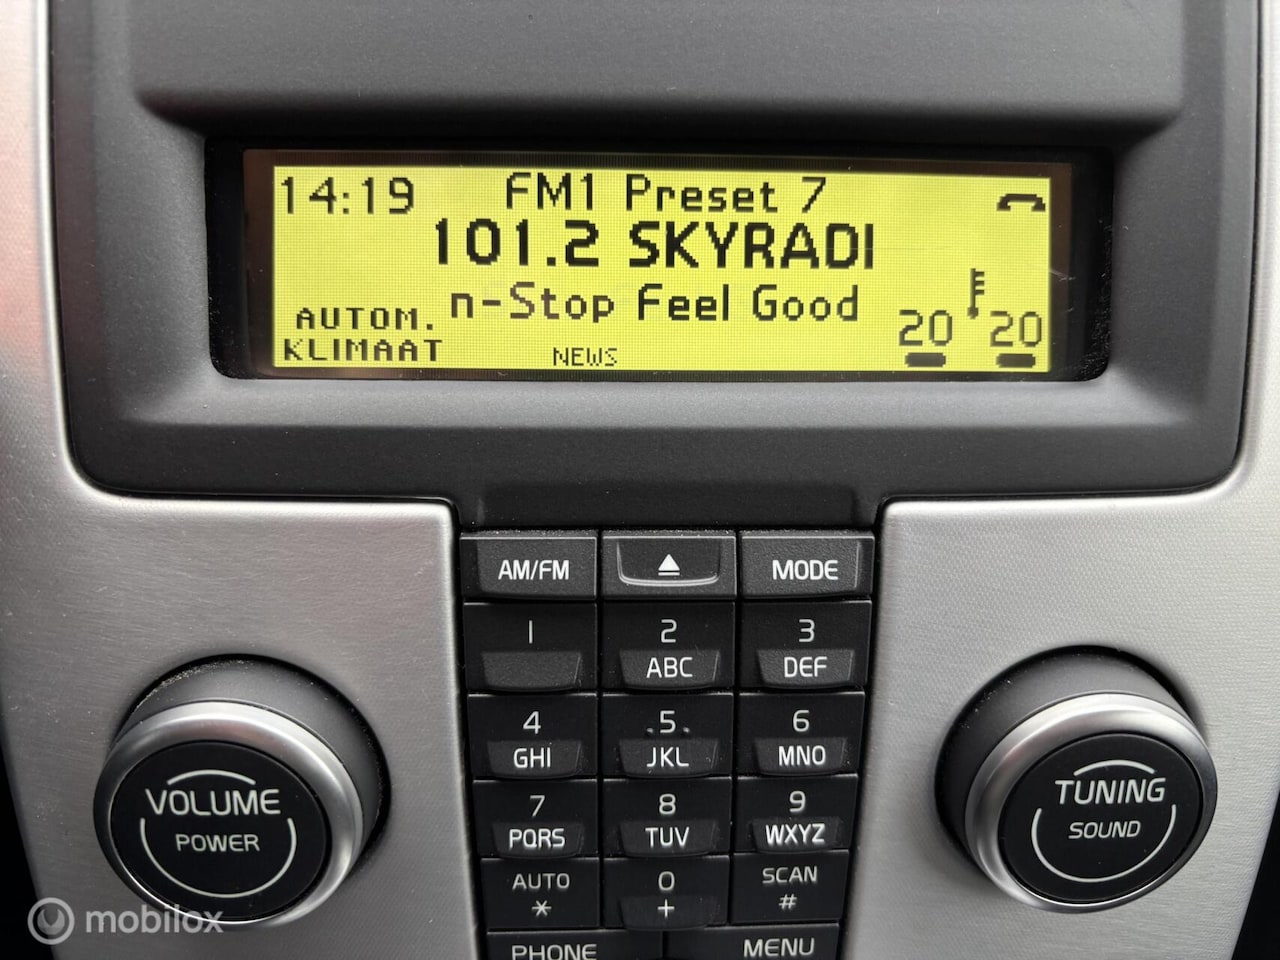 14:19 FM1 Preset 7
101.2 SKYRADI
n-Stop Feel Good
AUTOM.
KLIMAAT
NEWS
20 20
AM/FM MODE
1 2 3
ABC DEF
4 .5. 6
GHI JKL MNO
7 8 9
PQRS TUV WXYZ
AUTO 0 SCAN
* + #
PHONE MENU
VOLUME
POWER
TUNING
SOUND
mobilox